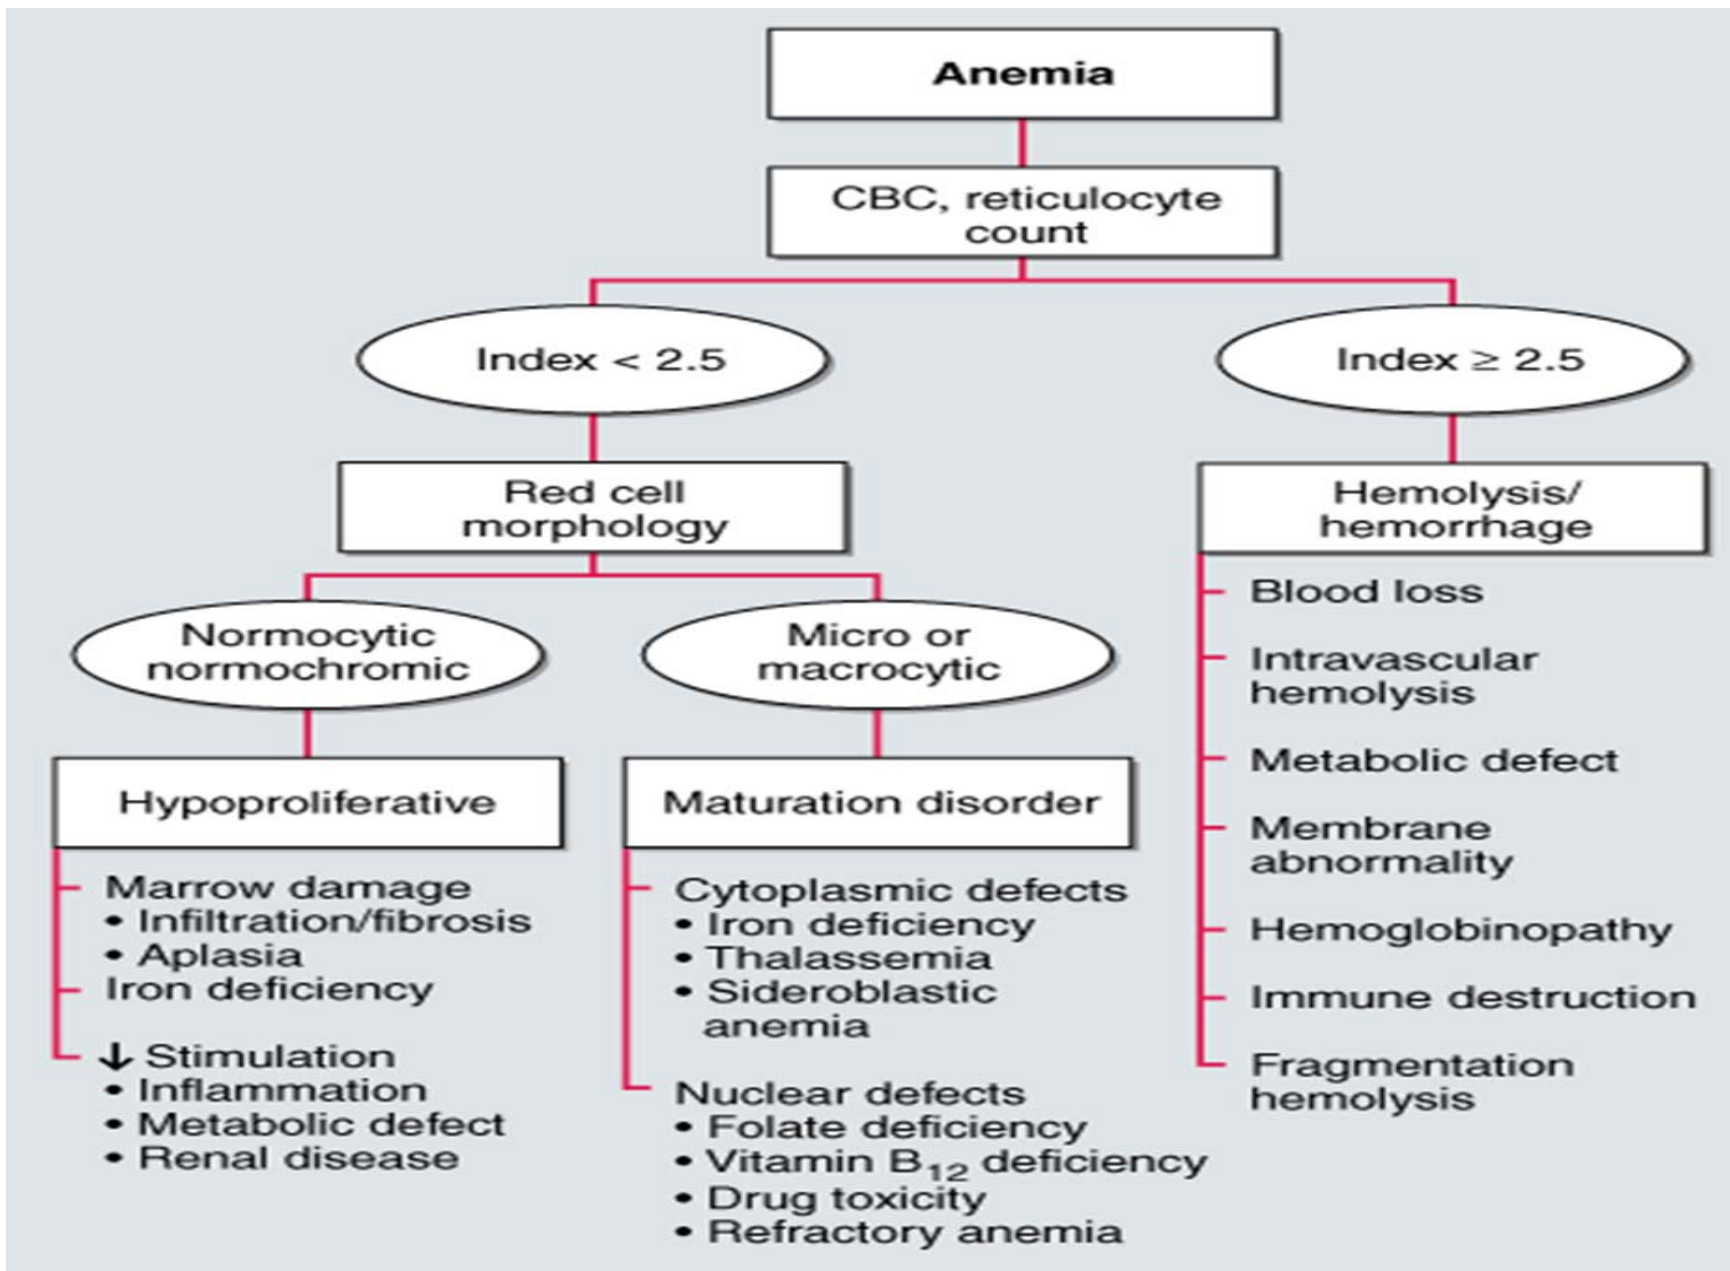 Anemia
CBC, reticulocyte
count
Index < 2.5
Index ≥ 2.5
Red cell
morphology
Hemolysis/
hemorrhage
Normocytic
normochromic
Micro or
macrocytic
Hypoproliferative
Marrow damage
• Infiltration/fibrosis
• Aplasia
Iron deficiency
↓ Stimulation
• Inflammation
• Metabolic defect
• Renal disease
Maturation disorder
Cytoplasmic defects
• Iron deficiency
• Thalassemia
• Sideroblastic
anemia
Nuclear defects
• Folate deficiency
• Vitamin B₁₂ deficiency
• Drug toxicity
• Refractory anemia
Blood loss
Intravascular
hemolysis
Metabolic defect
Membrane
abnormality
Hemoglobinopathy
Immune destruction
Fragmentation
hemolysis